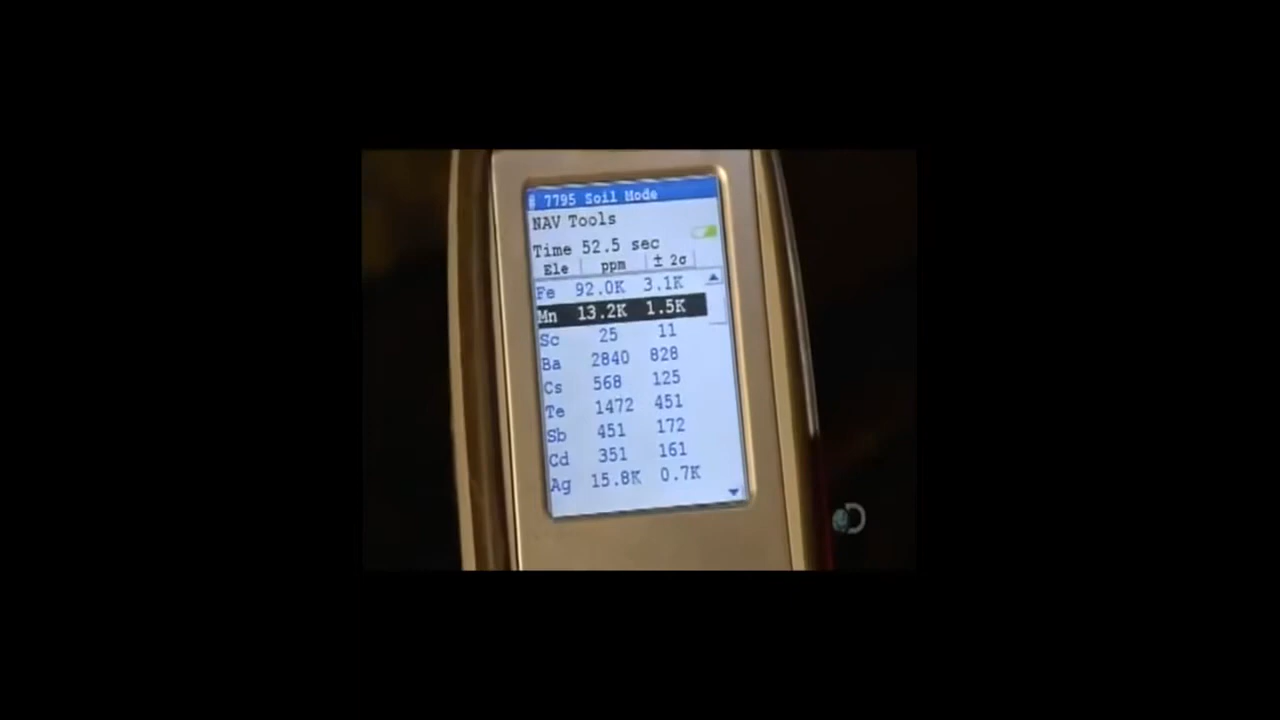 # 7795 Soil Mode
NAV Tools
Time 52.5 sec
Ele ppm ± 2σ
Fe 92.0K 3.1K
Mn 13.2K 1.5K
Sc 25 11
Ba 2840 828
Cs 568 125
Te 1472 451
Sb 451 172
Cd 351 161
Ag 15.8K 0.7K
D